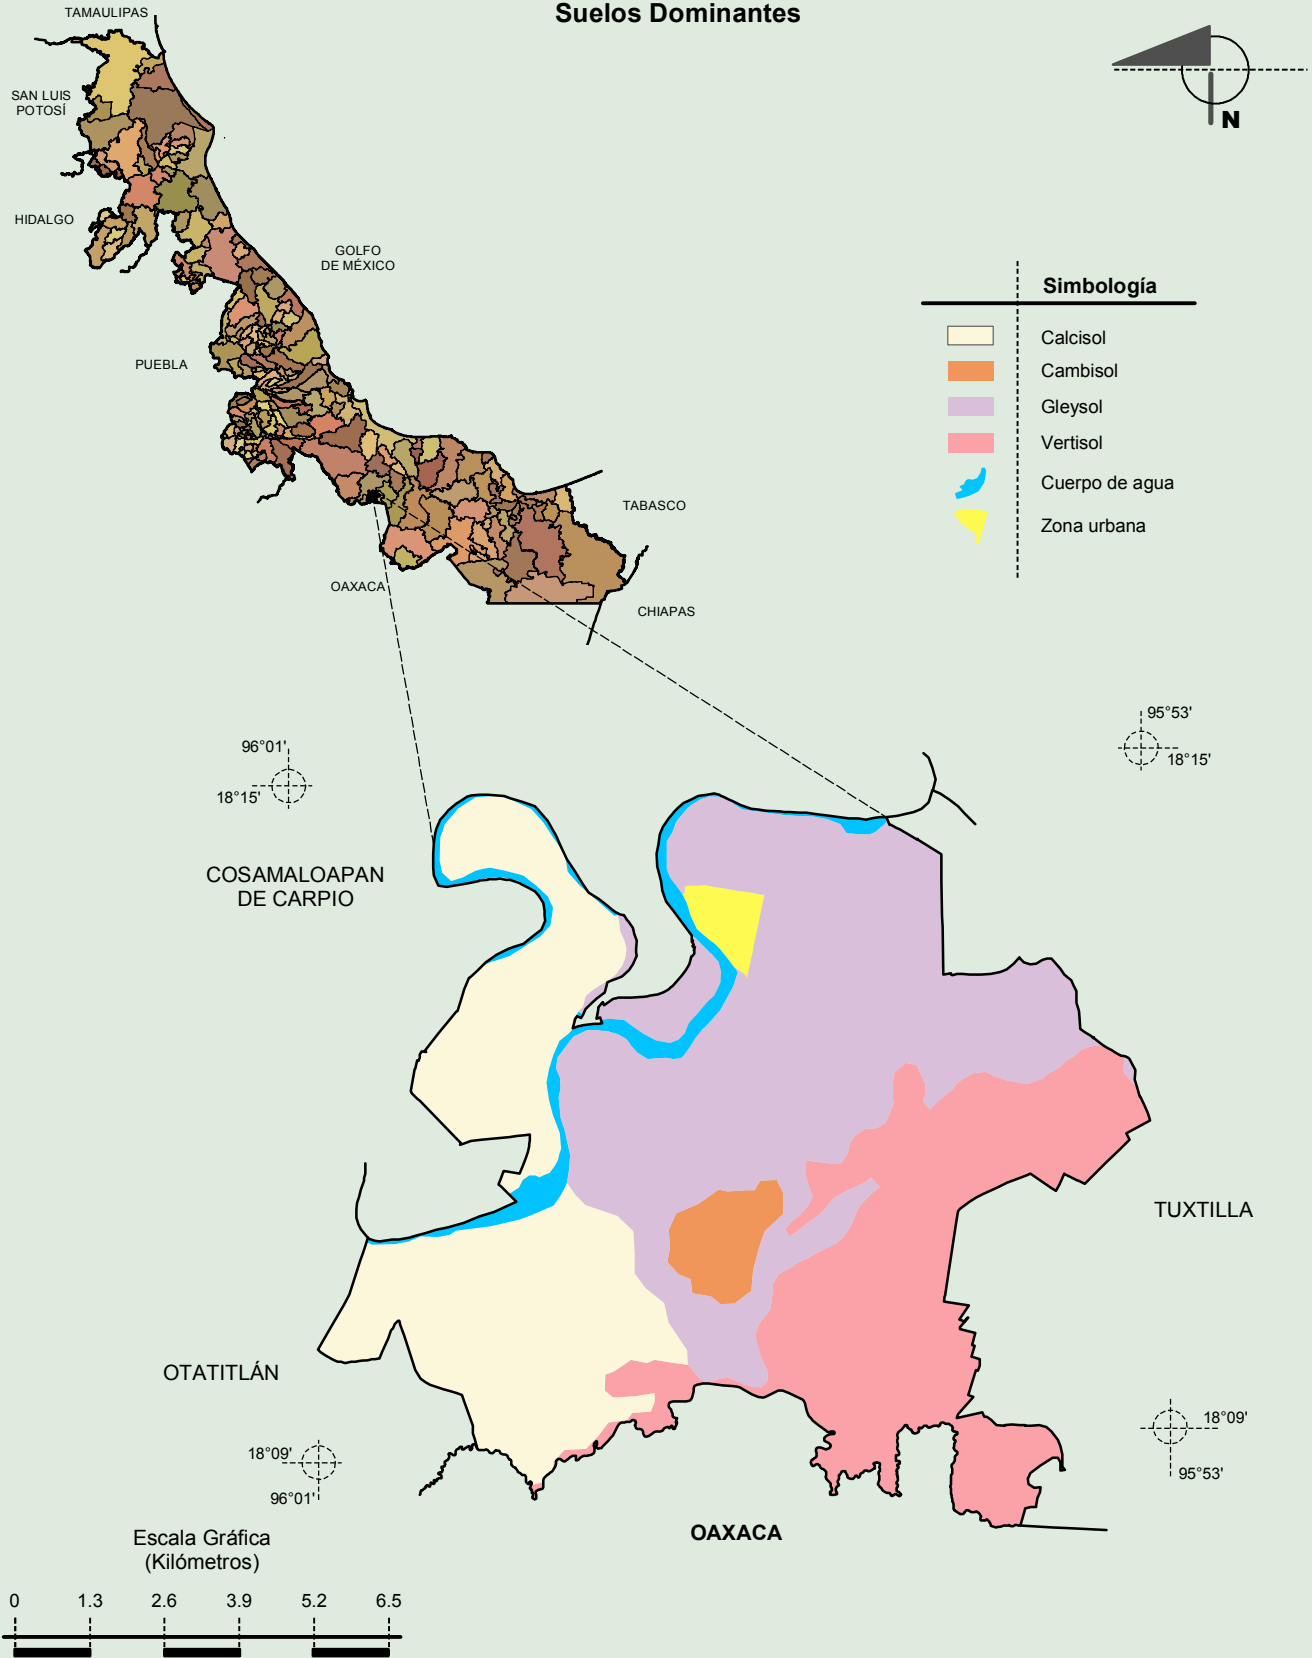 Suelos Dominantes
TAMAULIPAS
SAN LUIS
POTOSÍ
HIDALGO
GOLFO
DE MÉXICO
PUEBLA
TABASCO
OAXACA
CHIAPAS
N
Simbología
Calcisol
Cambisol
Gleysol
Vertisol
Cuerpo de agua
Zona urbana
96°01'
18°15'
95°53'
18°15'
COSAMALOAPAN
DE CARPIO
TUXTILLA
OTATITLÁN
18°09'
96°01'
18°09'
95°53'
OAXACA
Escala Gráfica
(Kilómetros)
0 1.3 2.6 3.9 5.2 6.5